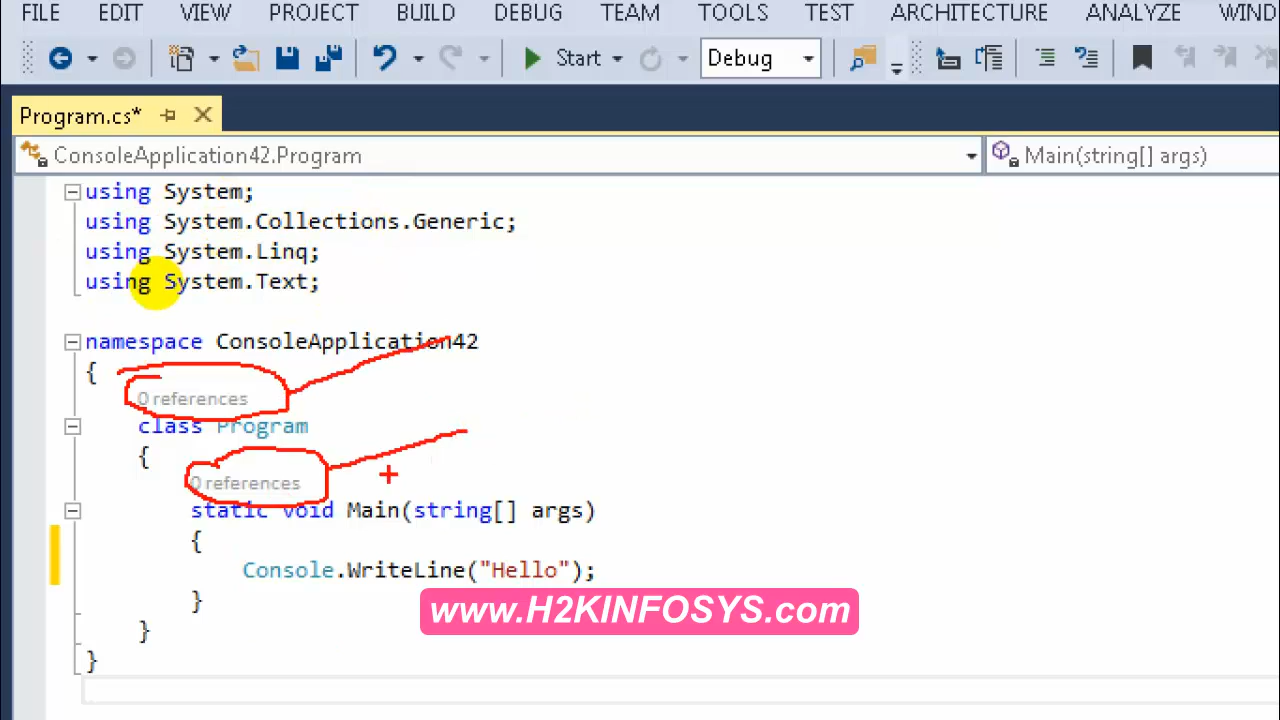 FILE EDIT VIEW PROJECT BUILD DEBUG TEAM TOOLS TEST ARCHITECTURE ANALYZE WIND
Start Debug
Program.cs*
ConsoleApplication42.Program Main(string[] args)
using System;
using System.Collections.Generic;
using System.Linq;
using System.Text;
namespace ConsoleApplication42
{
0 references
class Program
{
0 references
static void Main(string[] args)
{
Console.WriteLine("Hello");
}
www.H2KINFOSYS.com
}
}